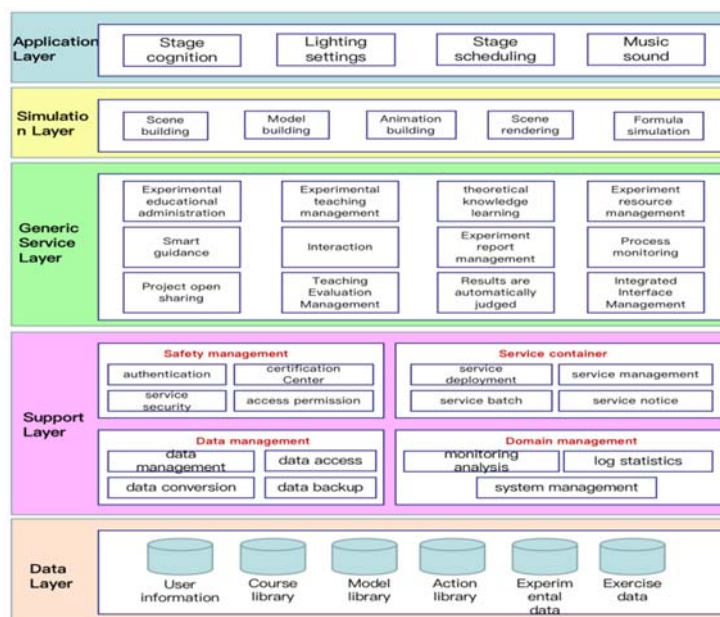 Application
Layer
Stage
cognition
Lighting
settings
Stage
scheduling
Music
sound
Simulatio
n Layer
Scene
building
Model
building
Animation
building
Scene
rendering
Formula
simulation
Generic
Service
Layer
Experimental
educational
administration
Experimental
teaching
management
theoretical
knowledge
learning
Experiment
resource
management
Smart
guidance
Interaction
Experiment
report
management
Process
monitoring
Project open
sharing
Teaching
Evaluation
Management
Results are
automatically
judged
Integrated
Interface
Management
Support
Layer
Safety management
authentication
certification
Center
service
security
access permission
Service container
service
deployment
service management
service batch
service notice
Data management
data
management
data access
data conversion
data backup
Domain management
monitoring
analysis
log statistics
system management
Data
Layer
User
information
Course
library
Model
library
Action
library
Experim
ental
data
Exercise
data